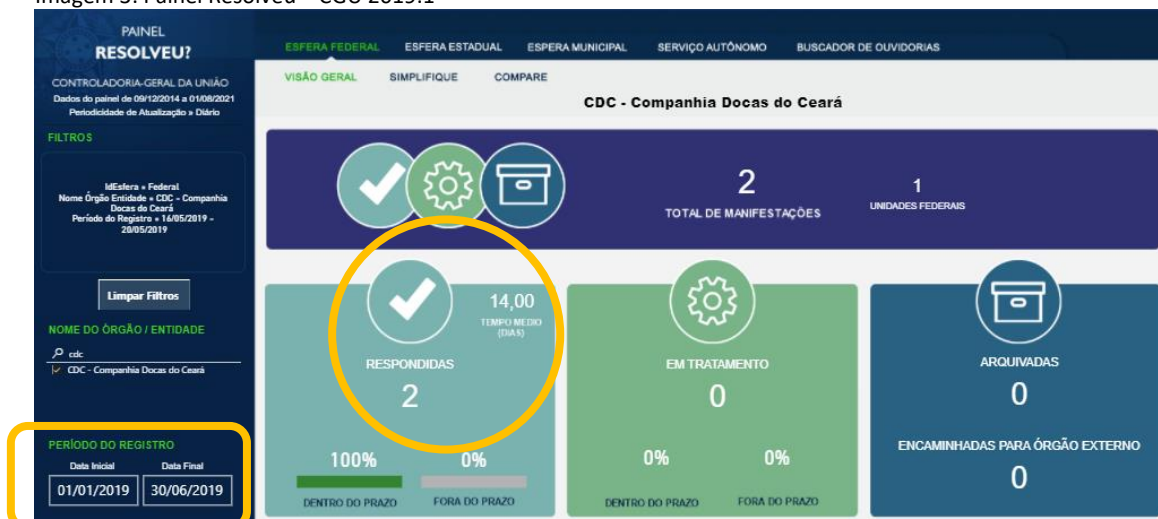 Imagem 3: Painel Resolveu – CGU 2019.1
PAINEL
RESOLVEU?
CONTROLADORIA-GERAL DA UNIÃO
Dados do painel de 09/12/2014 a 01/08/2021
Periodicidade de Atualização » Diário
FILTROS
IdEsfera » Federal
Nome Órgão Entidade » CDC - Companhia
Docas do Ceará
Período do Registro » 16/05/2019 -
20/05/2019
Limpar Filtros
NOME DO ÓRGÃO / ENTIDADE
cdc
CDC - Companhia Docas do Ceará
PERÍODO DO REGISTRO
Data Inicial Data Final
01/01/2019 30/06/2019
ESFERA FEDERAL ESFERA ESTADUAL ESPERA MUNICIPAL SERVIÇO AUTÔNOMO BUSCADOR DE OUVIDORIAS
VISÃO GERAL SIMPLIFIQUE COMPARE
CDC - Companhia Docas do Ceará
2
TOTAL DE MANIFESTAÇÕES
1
UNIDADES FEDERAIS
14,00
TEMPO MEDIO
(DIAS)
RESPONDIDAS
2
100% 0%
DENTRO DO PRAZO FORA DO PRAZO
EM TRATAMENTO
0
0% 0%
DENTRO DO PRAZO FORA DO PRAZO
ARQUIVADAS
0
ENCAMINHADAS PARA ÓRGÃO EXTERNO
0